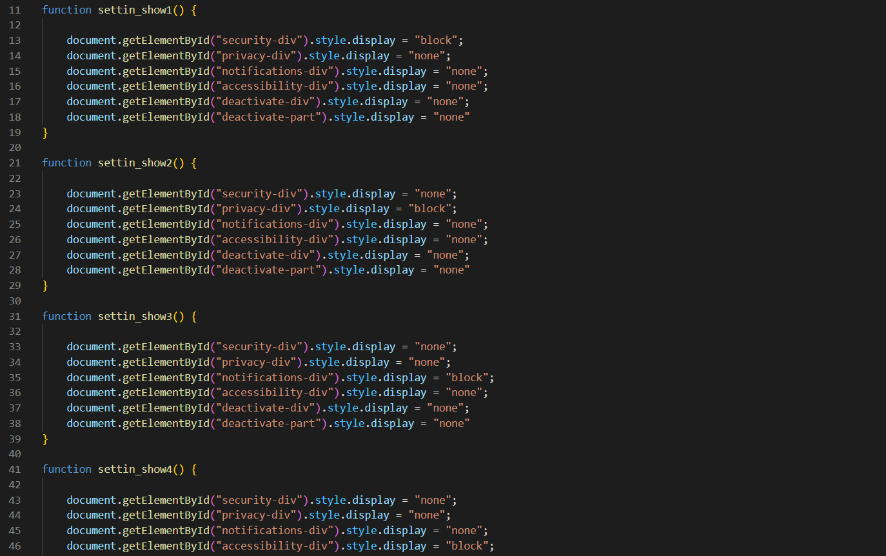 11 function settin_show1() {
12
13 document.getElementById("security-div").style.display = "block";
14 document.getElementById("privacy-div").style.display = "none";
15 document.getElementById("notifications-div").style.display = "none";
16 document.getElementById("accessibility-div").style.display = "none";
17 document.getElementById("deactivate-div").style.display = "none";
18 document.getElementById("deactivate-part").style.display = "none"
19 }
20
21 function settin_show2() {
22
23 document.getElementById("security-div").style.display = "none";
24 document.getElementById("privacy-div").style.display = "block";
25 document.getElementById("notifications-div").style.display = "none";
26 document.getElementById("accessibility-div").style.display = "none";
27 document.getElementById("deactivate-div").style.display = "none";
28 document.getElementById("deactivate-part").style.display = "none"
29 }
30
31 function settin_show3() {
32
33 document.getElementById("security-div").style.display = "none";
34 document.getElementById("privacy-div").style.display = "none";
35 document.getElementById("notifications-div").style.display = "block";
36 document.getElementById("accessibility-div").style.display = "none";
37 document.getElementById("deactivate-div").style.display = "none";
38 document.getElementById("deactivate-part").style.display = "none"
39 }
40
41 function settin_show4() {
42
43 document.getElementById("security-div").style.display = "none";
44 document.getElementById("privacy-div").style.display = "none";
45 document.getElementById("notifications-div").style.display = "none";
46 document.getElementById("accessibility-div").style.display = "block";